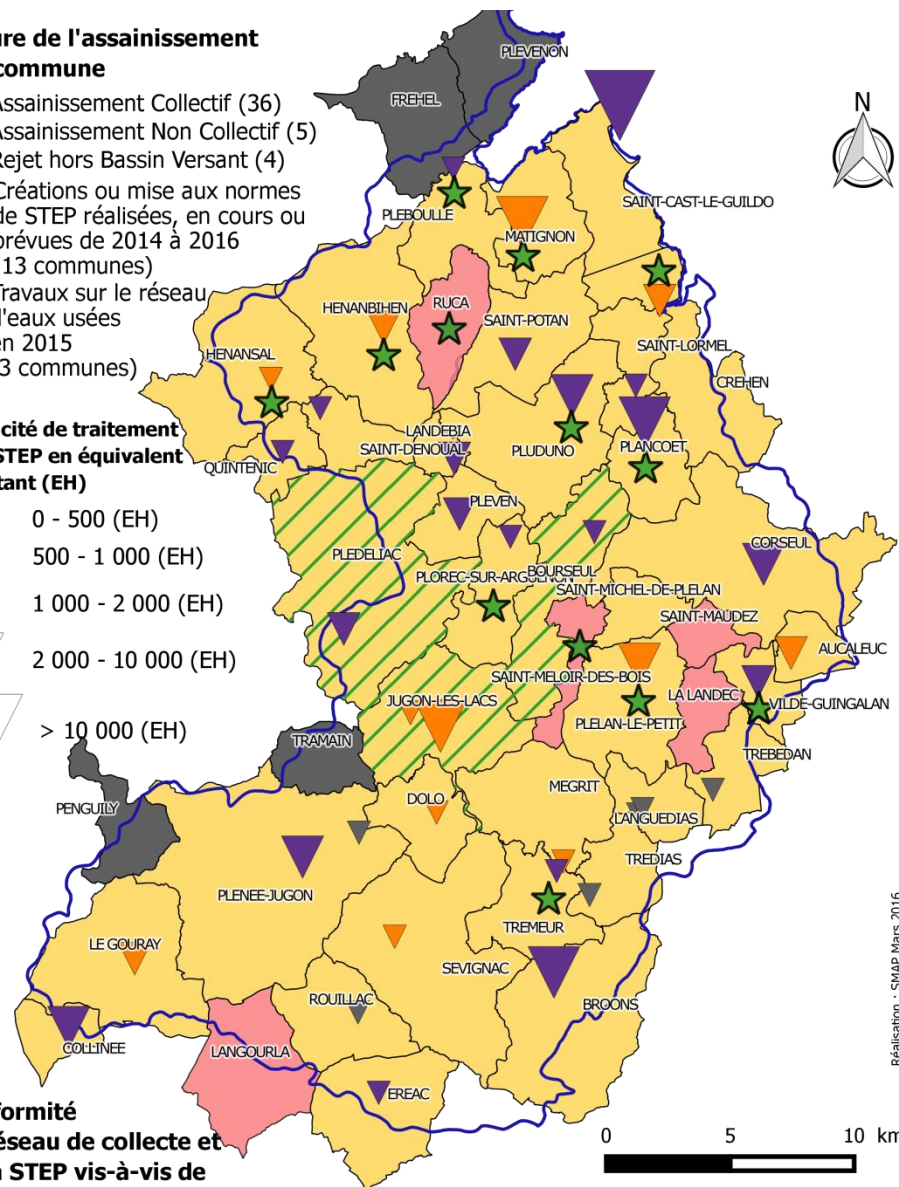 ure de l'assainissement
commune
Assainissement Collectif (36)
Assainissement Non Collectif (5)
Rejet hors Bassin Versant (4)
Créations ou mise aux normes
de STEP réalisées, en cours ou
prévues de 2014 à 2016
13 communes)
Travaux sur le réseau
d'eaux usées
en 2015
3 communes)
cité de traitement
STEP en équivalent
tant (EH)
0 - 500 (EH)
500 - 1 000 (EH)
1 000 - 2 000 (EH)
2 000 - 10 000 (EH)
> 10 000 (EH)
formité
éseau de collecte et
a STEP vis-à-vis de
PLEVENON
FREHEL
N
SAINT-CAST-LE-GUILDO
PLEBOULLE
MATIGNON
RUCA
HENANBIHEN
SAINT-POTAN
SAINT-LORMEL
HENANSAL
CREHEN
LANDEBIA
SAINT-DENOUAL
PLUDUNO
PLANCOET
QUINTENIC
PLEVEN
PLEDELIAC
CORSEUL
BOURSEUL
PLOREC-SUR-ARGUENON
SAINT-MICHEL-DE-PLELAN
SAINT-MAUDEZ
AUCALEUC
SAINT-MELOIR-DES-BOIS
LA LANDEC
JUGON-LES-LACS
VILDE-GUINGALAN
PLELAN-LE-PETIT
TRAMAIN
TREBEDAN
MEGRIT
DOLO
PENGUILY
LANGUEDIAS
TREDIAS
PLENEE-JUGON
TREMEUR
LE GOURAY
SEVIGNAC
ROUILLAC
BROONS
COLLINEE
LANGOURLA
EREAC
Réalisation : SMAP Mars 2016
0 5 10 km